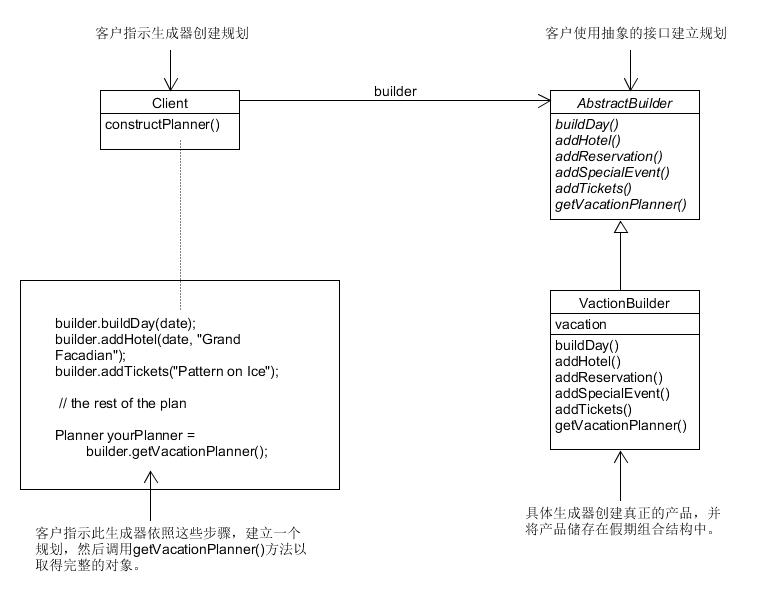 客户指示生成器创建规划
客户使用抽象的接口建立规划
Client
constructPlanner()
builder
AbstractBuilder
buildDay()
addHotel()
addReservation()
addSpecialEvent()
addTickets()
getVacationPlanner()
builder.buildDay(date);
builder.addHotel(date, "Grand
Facadian");
builder.addTickets("Pattern on Ice");
// the rest of the plan
Planner yourPlanner =
builder.getVacationPlanner();
VactionBuilder
vacation
buildDay()
addHotel()
addReservation()
addSpecialEvent()
addTickets()
getVacationPlanner()
客户指示此生成器依照这些步骤，建立一个
规划，然后调用getVacationPlanner()方法以
取得完整的对象。
具体生成器创建真正的产品，并
将产品储存在假期组合结构中。